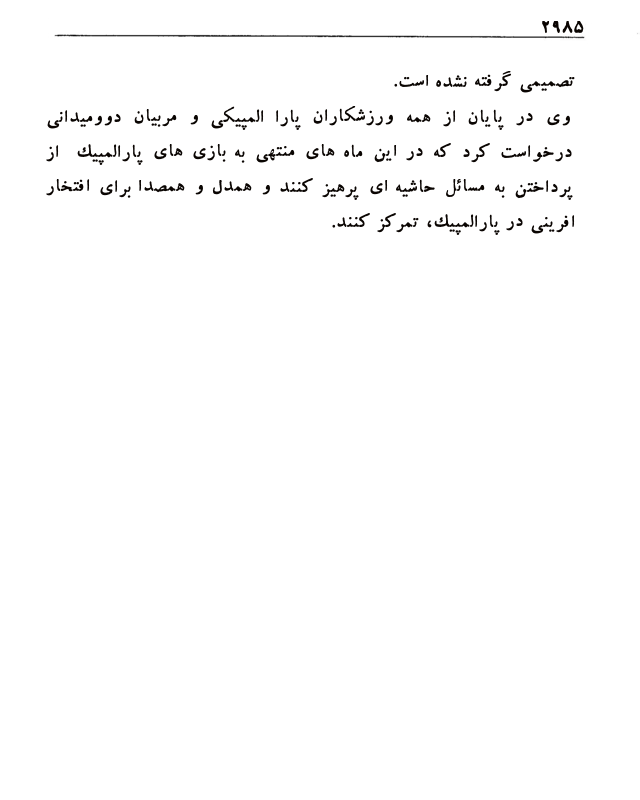 ۲۹۸۵
تصمیمی گرفته نشده است.
وی در پایان از همه ورزشکاران پارا المپیکی و مربیان دوومیدانی
درخواست کرد که در این ماه های منتهی به بازی های پارالمپیك از
پرداختن به مسائل حاشیه ای پرهیز کنند و همدل و همصدا برای افتخار
افرینی در پارالمپیك، تمرکز کنند.